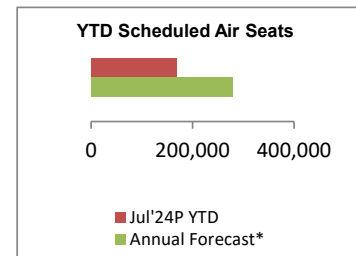 YTD Scheduled Air Seats
0 200,000 400,000
Jul'24P YTD
Annual Forecast*